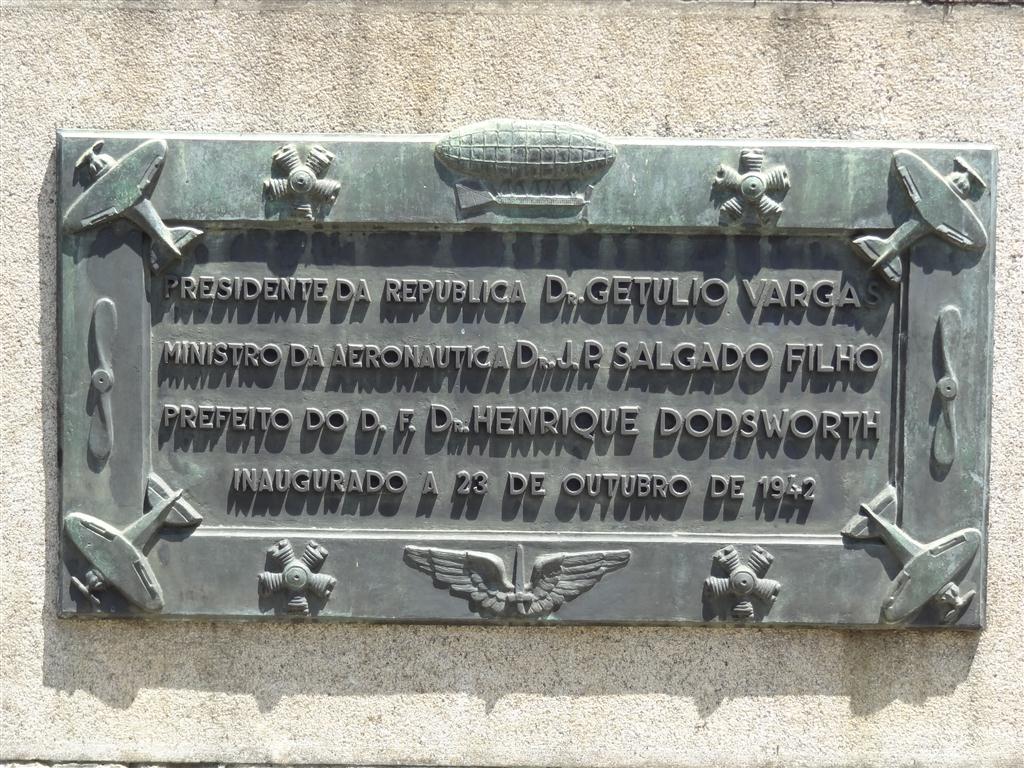 PRESIDENTE DA REPUBLICA DR. GETULIO VARGAS
MINISTRO DA AERONAUTICA DR. J. P. SALGADO FILHO
PREFEITO DO D. F. DR. HENRIQUE DODSWORTH
INAUGURADO A 23 DE OUTUBRO DE 1942